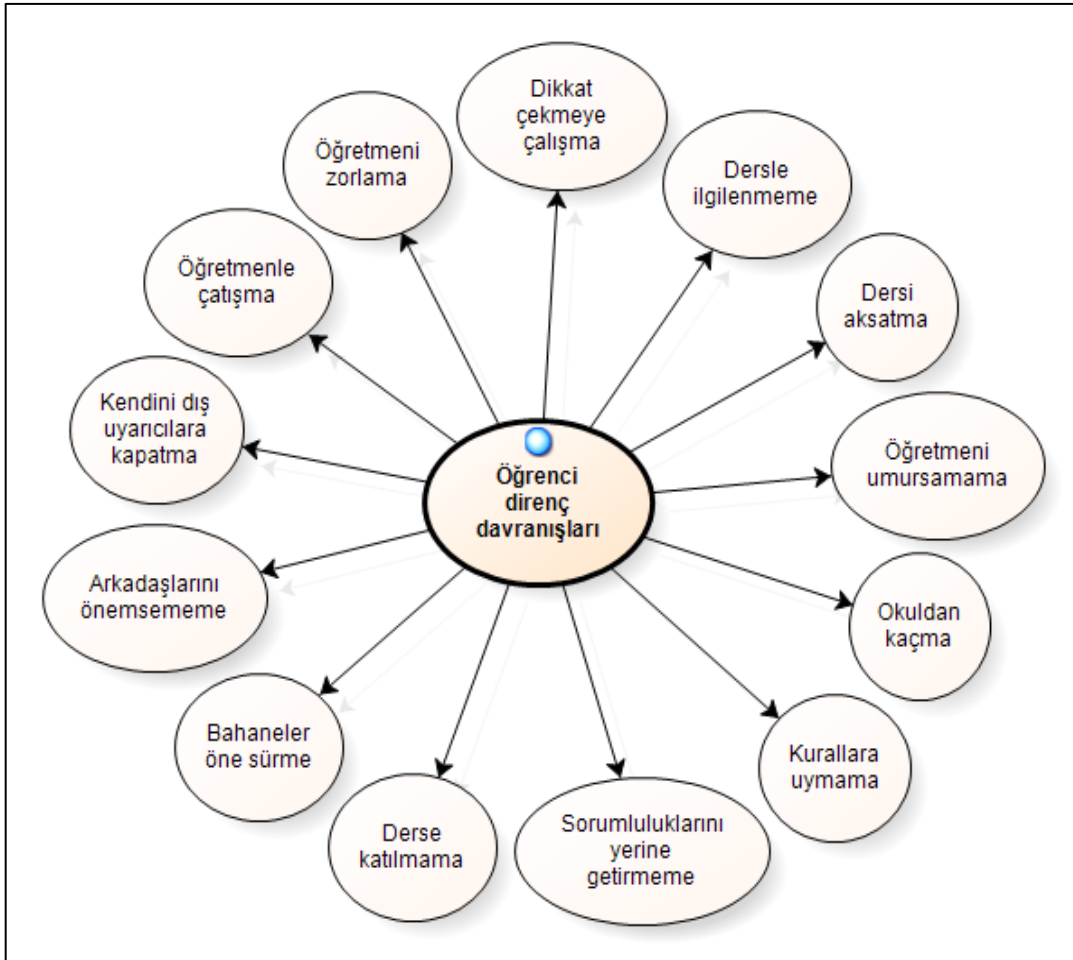 Dikkat
çekmeye
çalışma
Öğretmeni
zorlama
Dersle
ilgilenmeme
Öğretmenle
çatışma
Dersi
aksatma
Kendini dış
uyarıcılara
kapatma
Öğrenci
direnç
davranışları
Öğretmeni
umursamama
Arkadaşlarını
önemsememe
Okuldan
kaçma
Bahaneler
öne sürme
Kurallara
uymama
Derse
katılmama
Sorumluluklarını
yerine
getirmeme